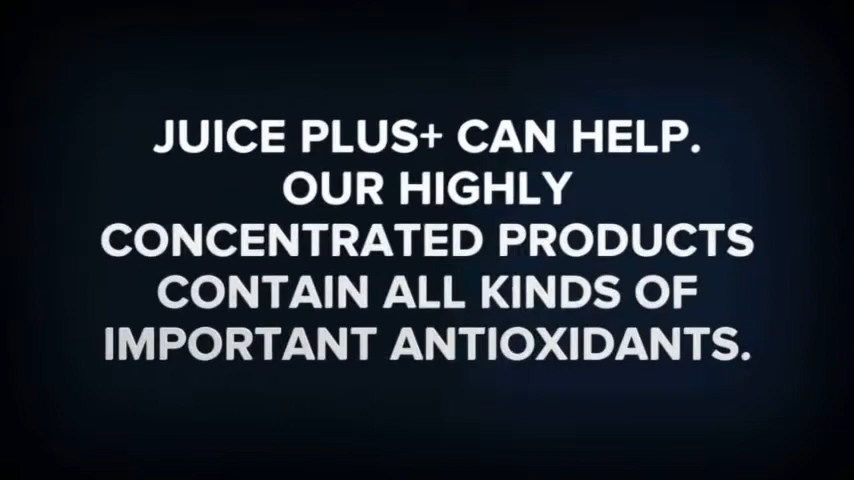 JUICE PLUS+ CAN HELP.
OUR HIGHLY
CONCENTRATED PRODUCTS
CONTAIN ALL KINDS OF
IMPORTANT ANTIOXIDANTS.